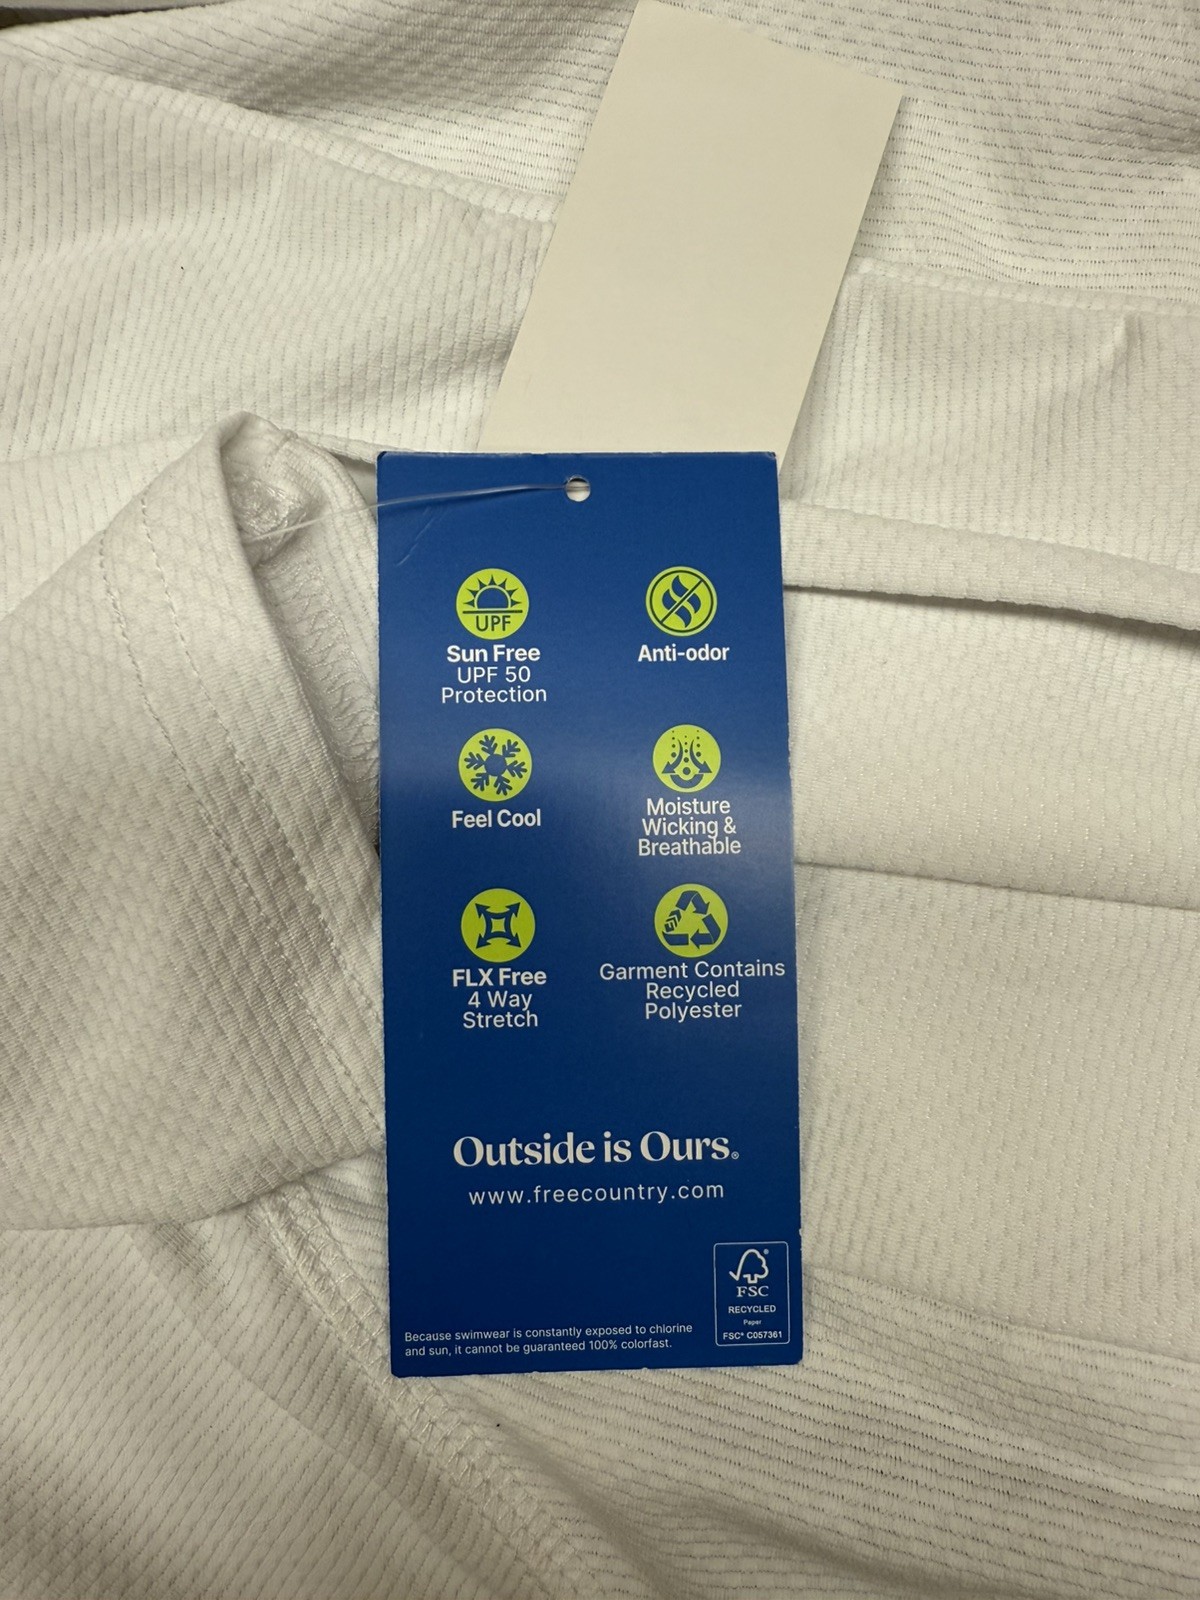 UPF
Sun Free
UPF 50
Protection
Anti-odor
Feel Cool
Moisture
Wicking &
Breathable
FLX Free
4 Way
Stretch
Garment Contains
Recycled
Polyester
Outside is Ours®
www.freecountry.com
Because swimwear is constantly exposed to chlorine
and sun, it cannot be guaranteed 100% colorfast.
®
FSC
RECYCLED
Paper
FSC® C057361